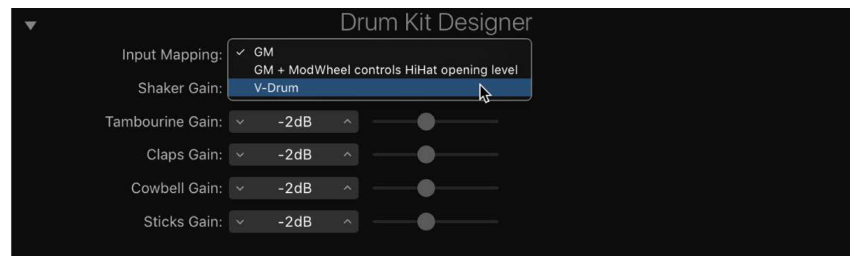 Drum Kit Designer
Input Mapping:
GM
GM + ModWheel controls HiHat opening level
Shaker Gain:
V-Drum
Tambourine Gain: -2dB
Claps Gain: -2dB
Cowbell Gain: -2dB
Sticks Gain: -2dB